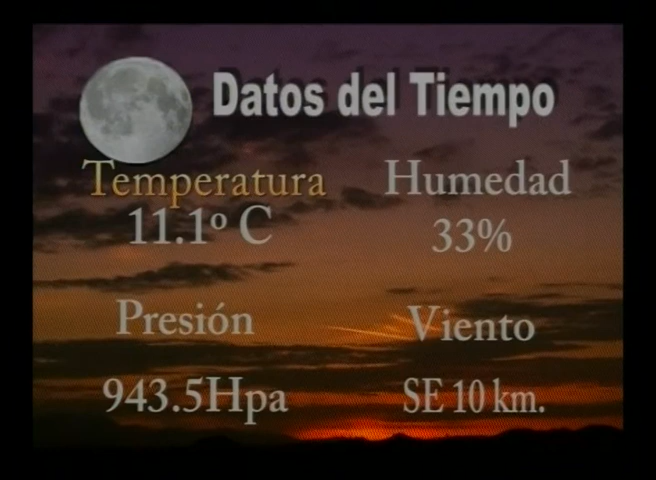 Datos del Tiempo
Temperatura
11.1º C
Humedad
33%
Presión
943.5Hpa
Viento
SE 10 km.